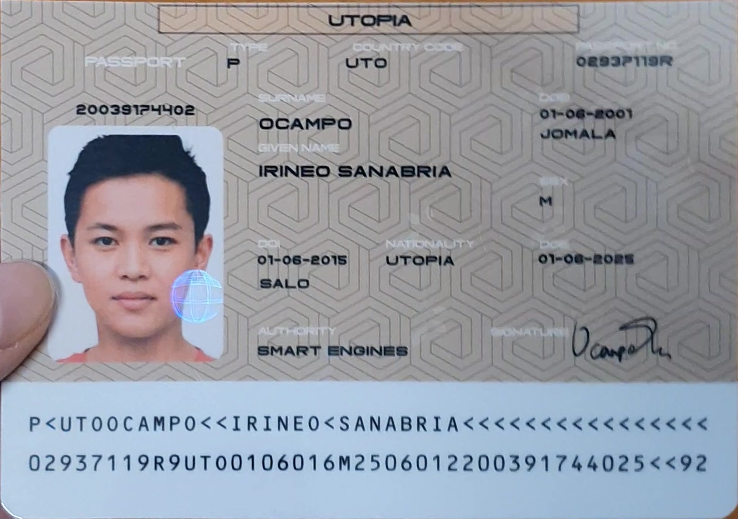 UTOPIA
PASSPORT TYPE COUNTRY CODE PASSPORT NO.
P UTO 02937119R
20039174402
SURNAME DOB
OCAMPO 01-06-2001
JOMALA
GIVEN NAME
IRINEO SANABRIA
SEX
M
DOI NATIONALITY DOE
01-06-2015 UTOPIA 01-06-2025
SALO
AUTHORITY SIGNATURE
SMART ENGINES
P<UTOOCAMPO<<IRINEO<SANABRIA<<<<<<<<<<<<<<<<
02937119R9UTO0106016M2506012200391744025<<92